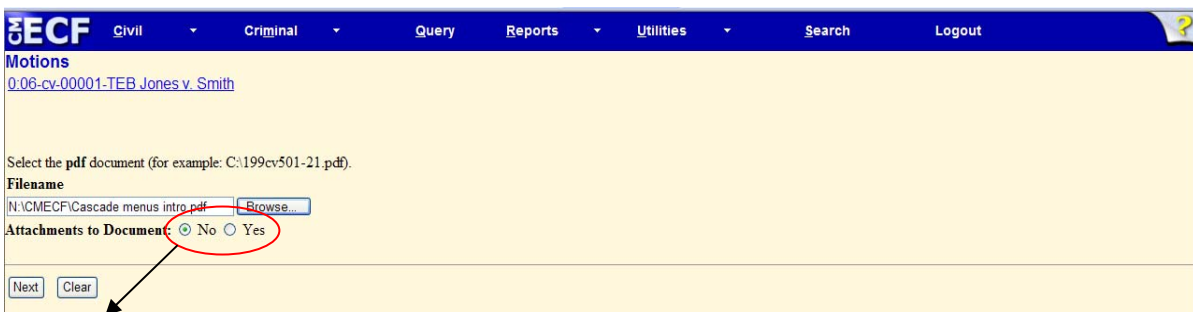 CM ECF Civil Criminal Query Reports Utilities Search Logout ?
Motions
0:06-cv-00001-TEB Jones v. Smith
Select the pdf document (for example: C:\199cv501-21.pdf).
Filename
N:\CMECF\Cascade menus intro.pdf Browse...
Attachments to Document: No Yes
Next Clear